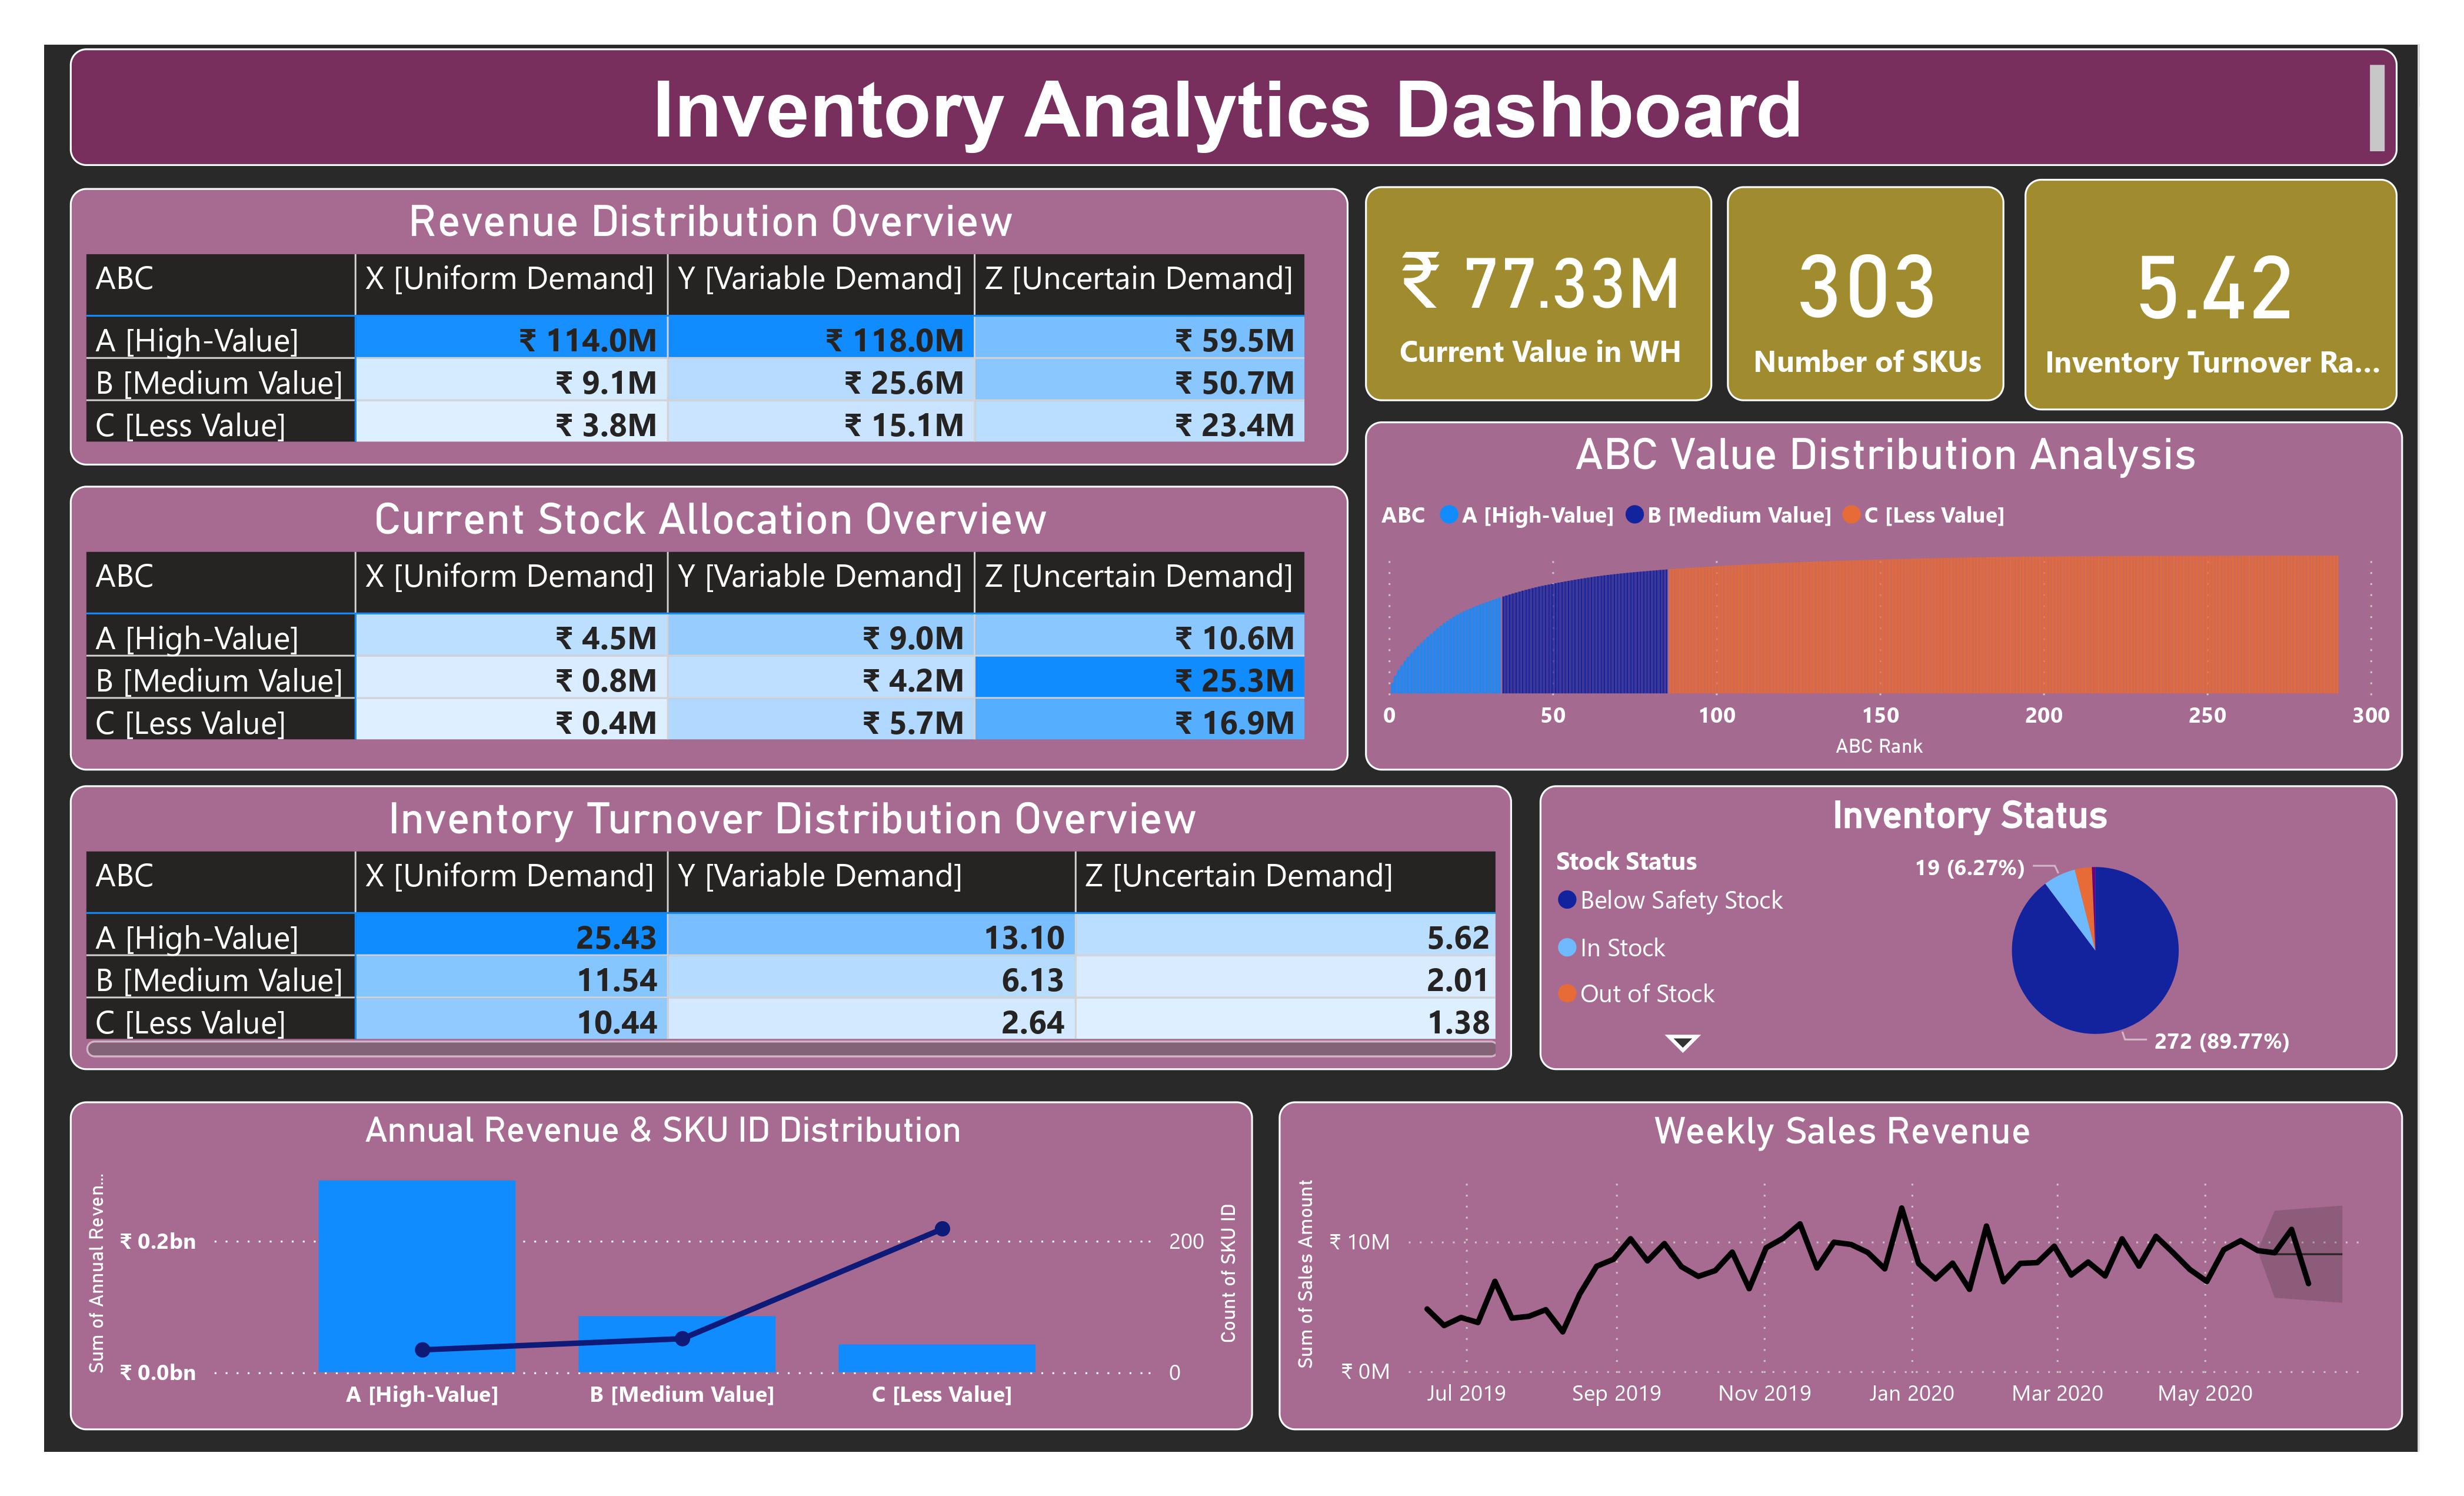 Inventory Analytics Dashboard
Revenue Distribution Overview
ABC X [Uniform Demand] Y [Variable Demand] Z [Uncertain Demand]
A [High-Value] ₹ 114.0M ₹ 118.0M ₹ 59.5M
B [Medium Value] ₹ 9.1M ₹ 25.6M ₹ 50.7M
C [Less Value] ₹ 3.8M ₹ 15.1M ₹ 23.4M
₹ 77.33M
Current Value in WH
303
Number of SKUs
5.42
Inventory Turnover Ra...
Current Stock Allocation Overview
ABC X [Uniform Demand] Y [Variable Demand] Z [Uncertain Demand]
A [High-Value] ₹ 4.5M ₹ 9.0M ₹ 10.6M
B [Medium Value] ₹ 0.8M ₹ 4.2M ₹ 25.3M
C [Less Value] ₹ 0.4M ₹ 5.7M ₹ 16.9M
ABC Value Distribution Analysis
ABC A [High-Value] B [Medium Value] C [Less Value]
0 50 100 150 200 250 300
ABC Rank
Inventory Turnover Distribution Overview
ABC X [Uniform Demand] Y [Variable Demand] Z [Uncertain Demand]
A [High-Value] 25.43 13.10 5.62
B [Medium Value] 11.54 6.13 2.01
C [Less Value] 10.44 2.64 1.38
Inventory Status
Stock Status
Below Safety Stock
In Stock
Out of Stock
19 (6.27%)
272 (89.77%)
Annual Revenue & SKU ID Distribution
Sum of Annual Reven...
₹ 0.2bn
₹ 0.0bn
200
0
Count of SKU ID
A [High-Value] B [Medium Value] C [Less Value]
Weekly Sales Revenue
Sum of Sales Amount
₹ 10M
₹ 0M
Jul 2019 Sep 2019 Nov 2019 Jan 2020 Mar 2020 May 2020